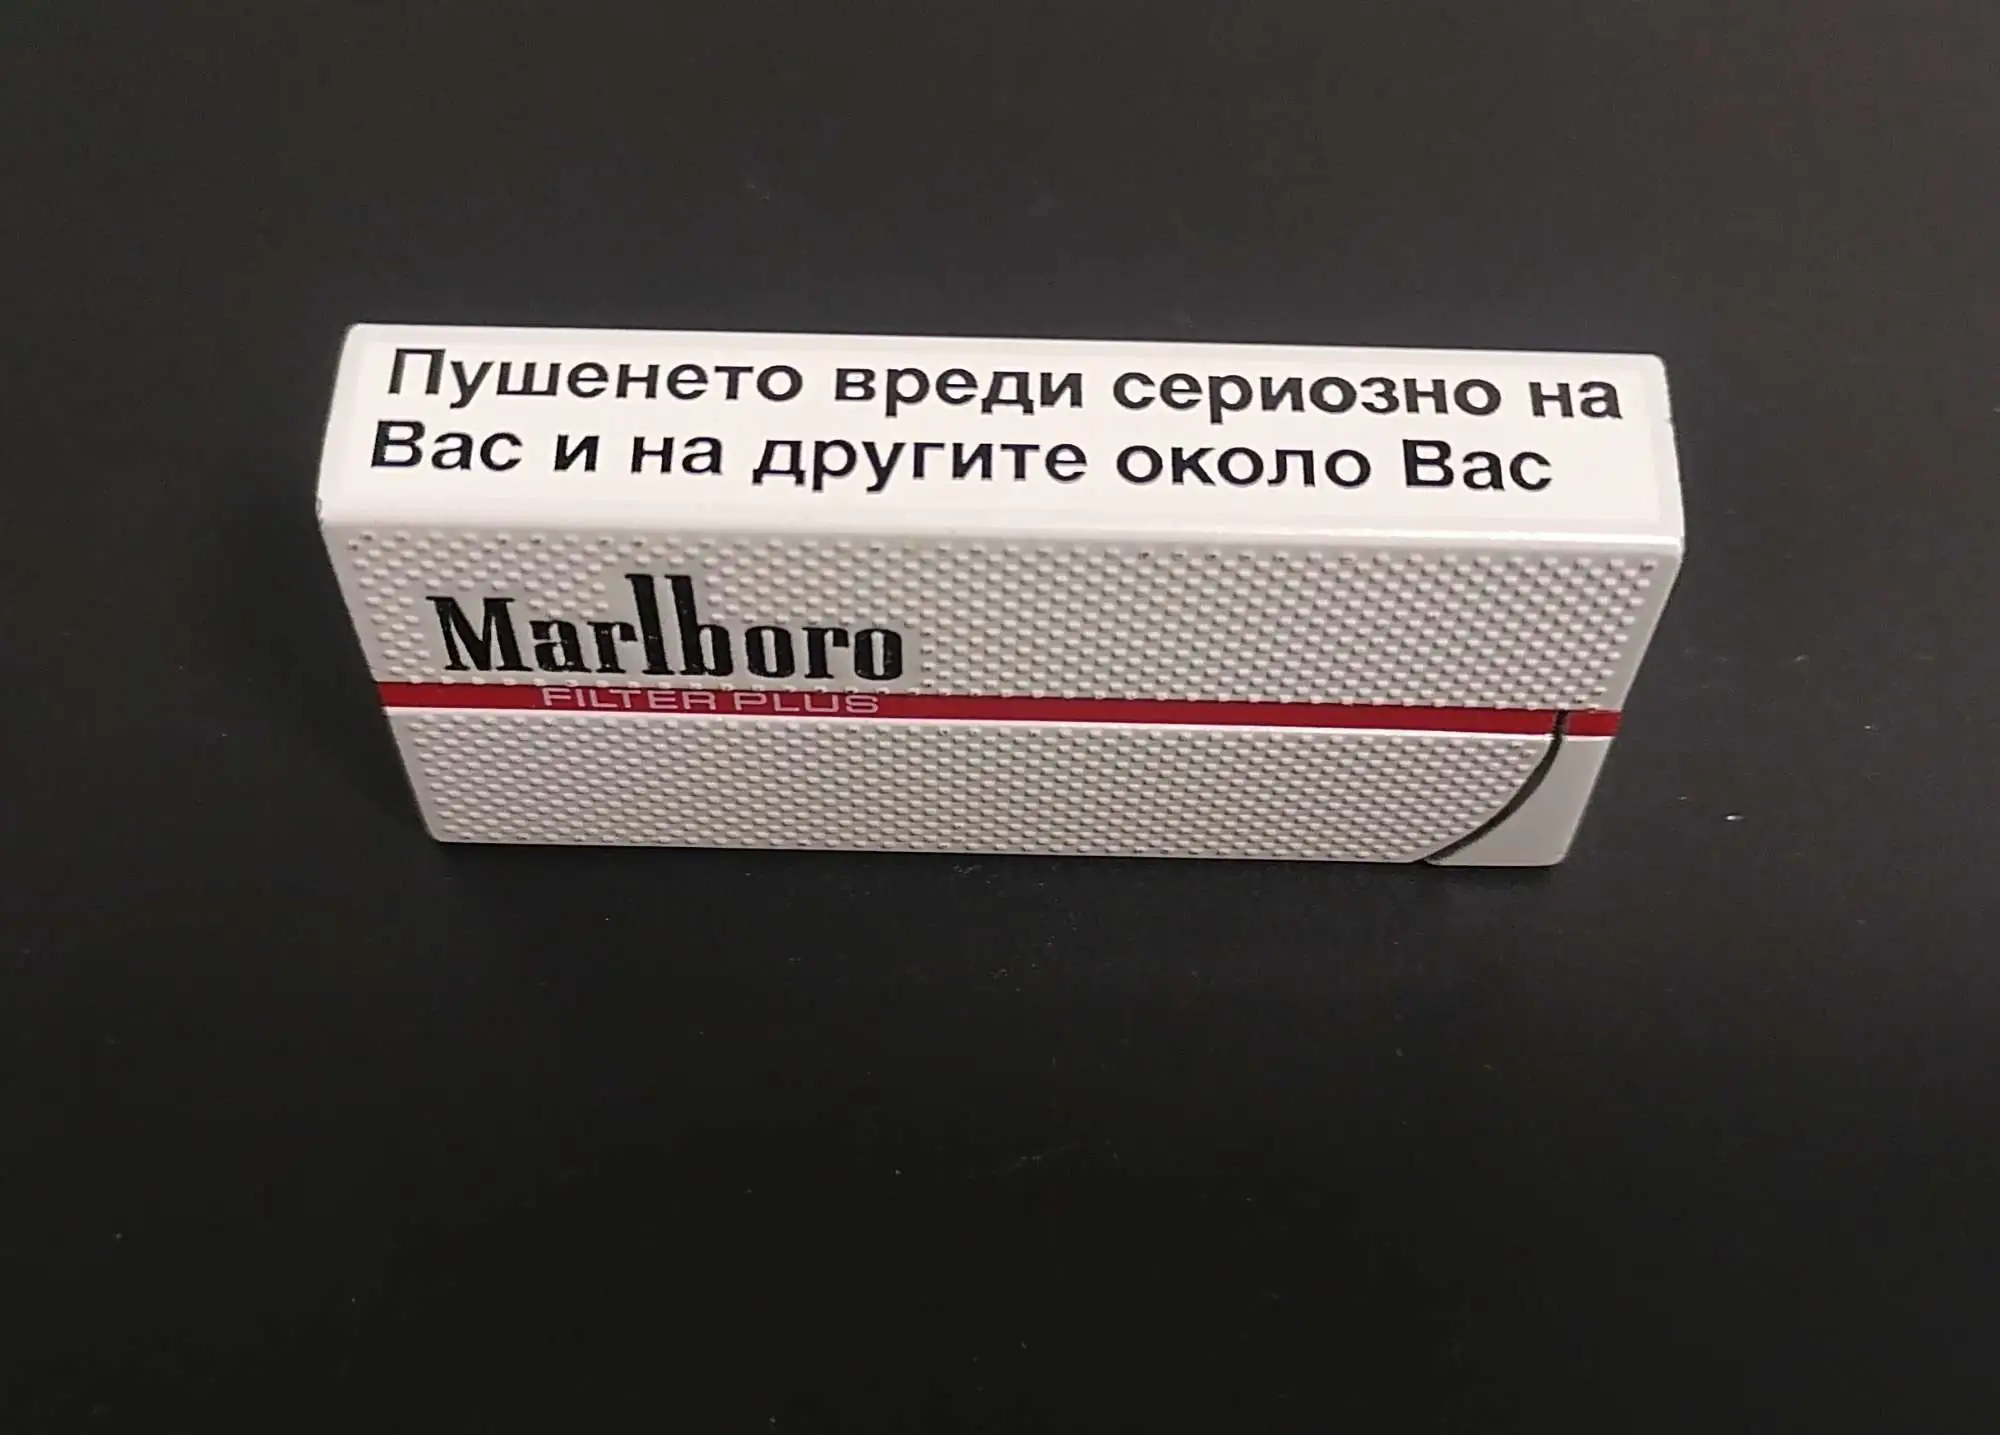 Пушенето вреди сериозно на
Вас и на другите около Вас
Marlboro
FILTER PLUS